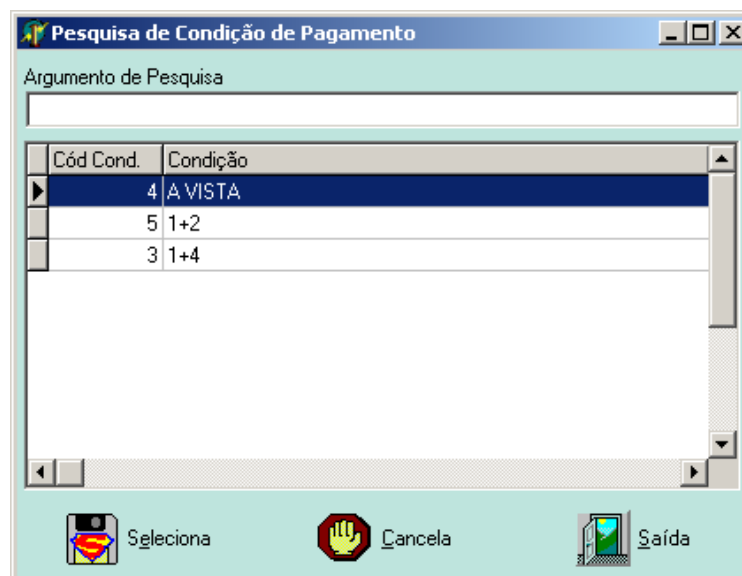 Pesquisa de Condição de Pagamento
Argumento de Pesquisa
Cód Cond. Condição
4 A VISTA
5 1+2
3 1+4
Seleciona Cancela Saída